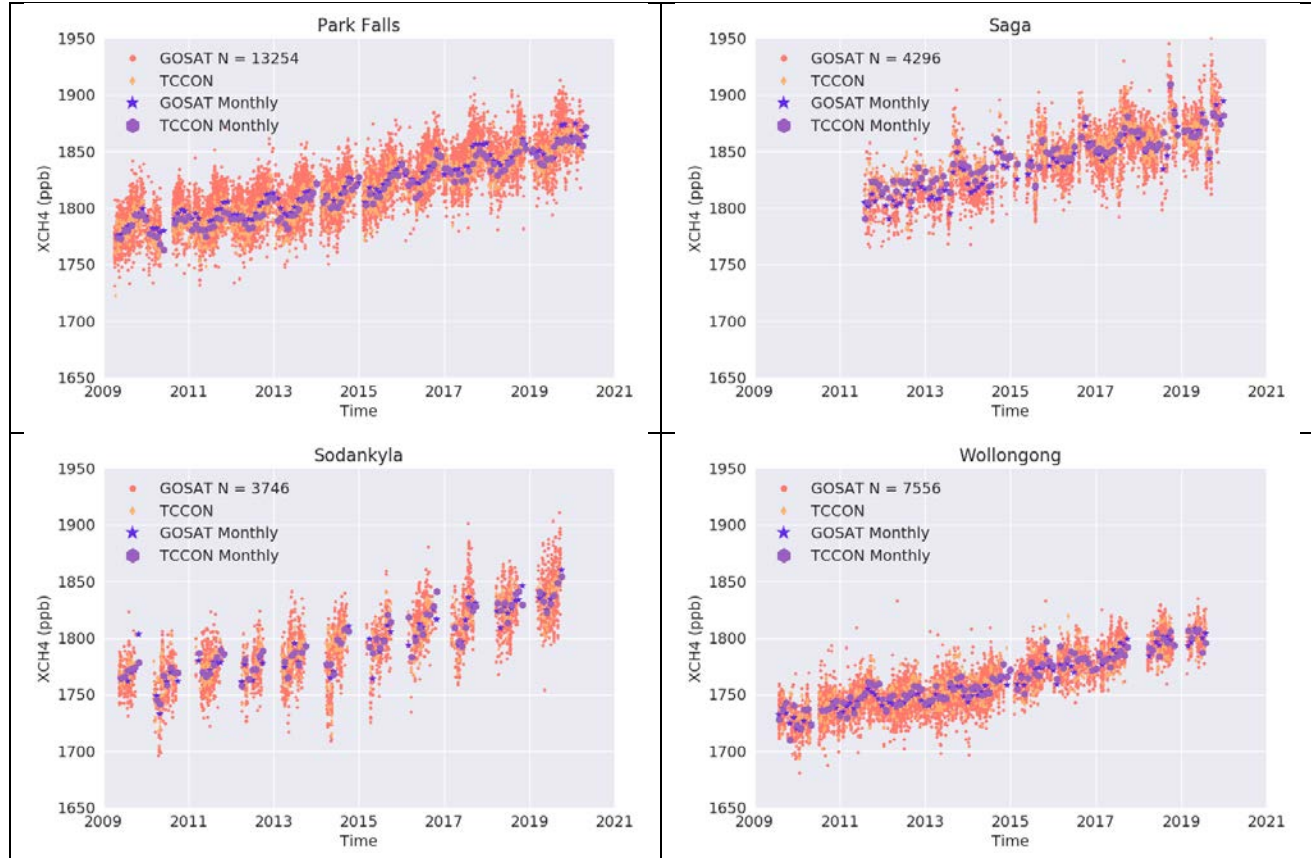 Park Falls
1950
1900
1850
1800
1750
1700
1650
XCH4 (ppb)
GOSAT N = 13254
TCCON
GOSAT Monthly
TCCON Monthly
2009 2011 2013 2015 2017 2019 2021
Time
Saga
1950
1900
1850
1800
1750
1700
1650
XCH4 (ppb)
GOSAT N = 4296
TCCON
GOSAT Monthly
TCCON Monthly
2009 2011 2013 2015 2017 2019 2021
Time
Sodankyla
1950
1900
1850
1800
1750
1700
1650
XCH4 (ppb)
GOSAT N = 3746
TCCON
GOSAT Monthly
TCCON Monthly
2009 2011 2013 2015 2017 2019 2021
Time
Wollongong
1950
1900
1850
1800
1750
1700
1650
XCH4 (ppb)
GOSAT N = 7556
TCCON
GOSAT Monthly
TCCON Monthly
2009 2011 2013 2015 2017 2019 2021
Time